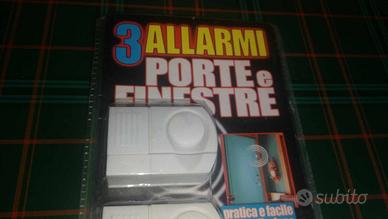 3 ALLARMI
PORTE e
FINESTRE
pratica e facile
subito